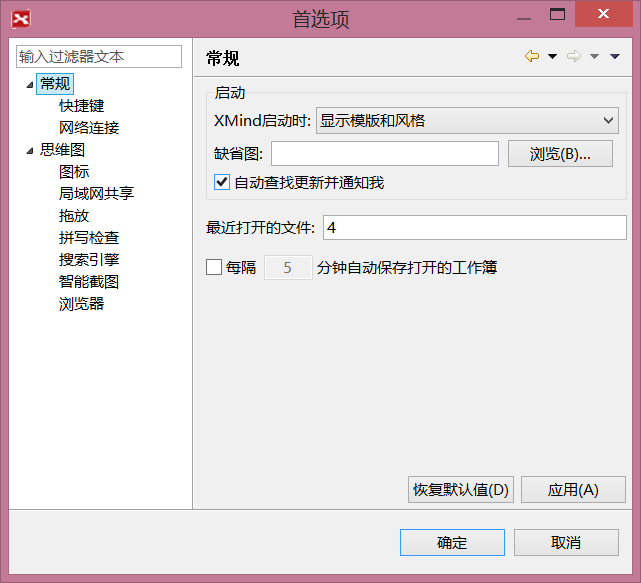 首选项
输入过滤器文本
常规
快捷键
网络连接
思维图
图标
局域网共享
拖放
拼写检查
搜索引擎
智能截图
浏览器
常规
启动
XMind启动时: 显示模版和风格
缺省图: 浏览(B)...
自动查找更新并通知我
最近打开的文件: 4
每隔 5 分钟自动保存打开的工作簿
恢复默认值(D) 应用(A)
确定 取消